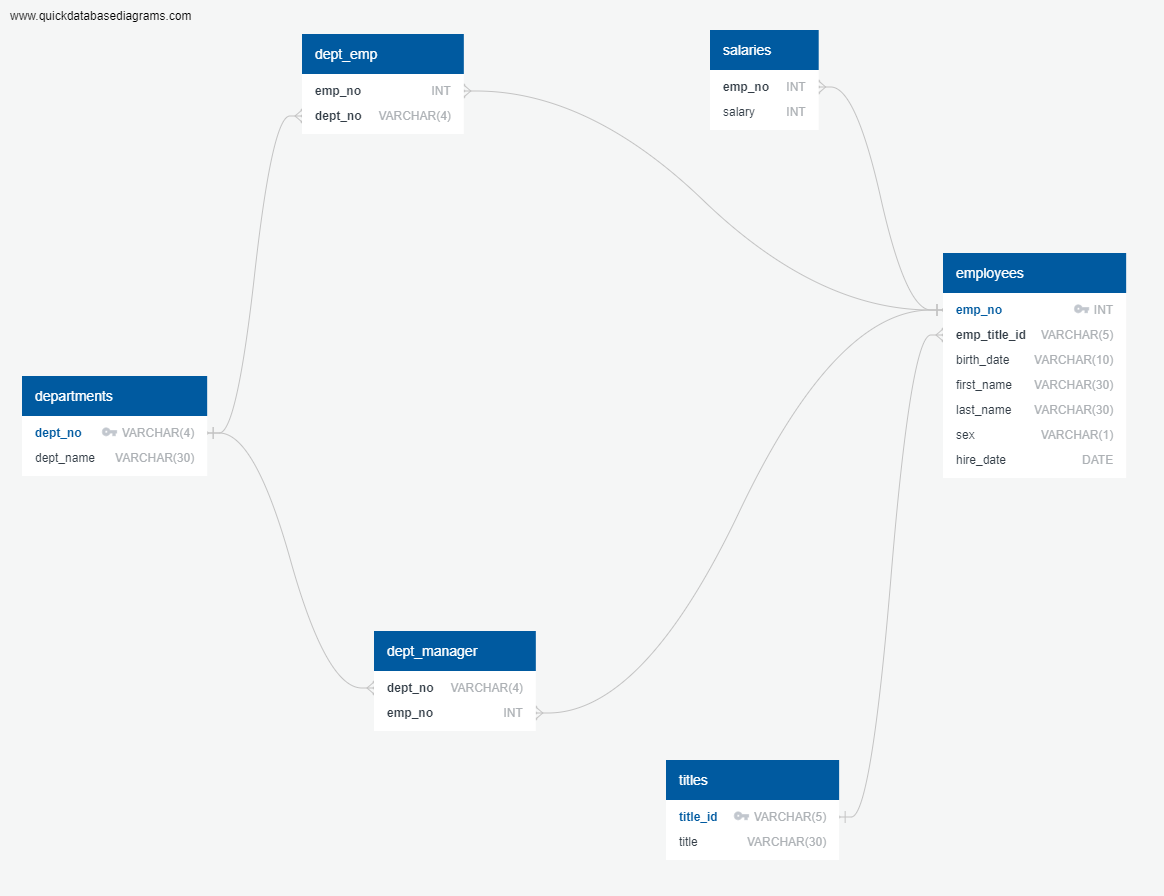 www.quickdatabasediagrams.com
dept_emp
emp_no INT
dept_no VARCHAR(4)
salaries
emp_no INT
salary INT
employees
emp_no INT
emp_title_id VARCHAR(5)
birth_date VARCHAR(10)
first_name VARCHAR(30)
last_name VARCHAR(30)
sex VARCHAR(1)
hire_date DATE
departments
dept_no VARCHAR(4)
dept_name VARCHAR(30)
dept_manager
dept_no VARCHAR(4)
emp_no INT
titles
title_id VARCHAR(5)
title VARCHAR(30)